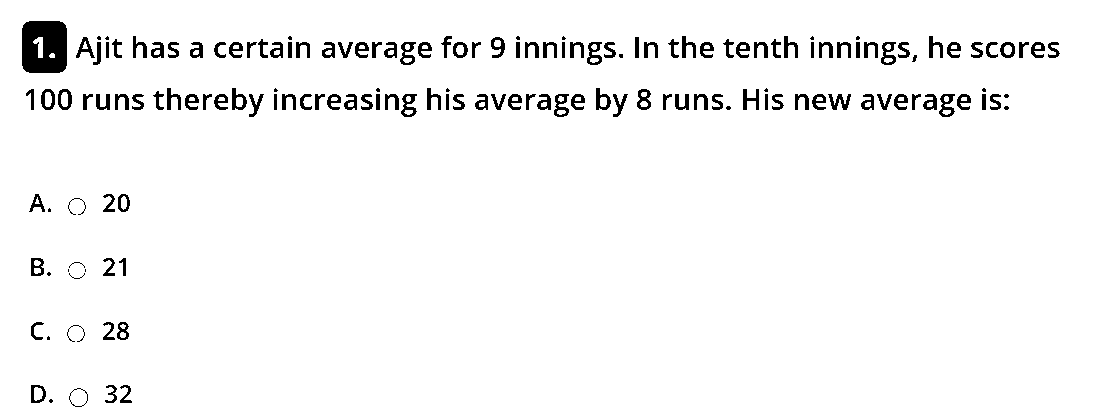 1. Ajit has a certain average for 9 innings. In the tenth innings, he scores
100 runs thereby increasing his average by 8 runs. His new average is:
A. 20
B. 21
C. 28
D. 32